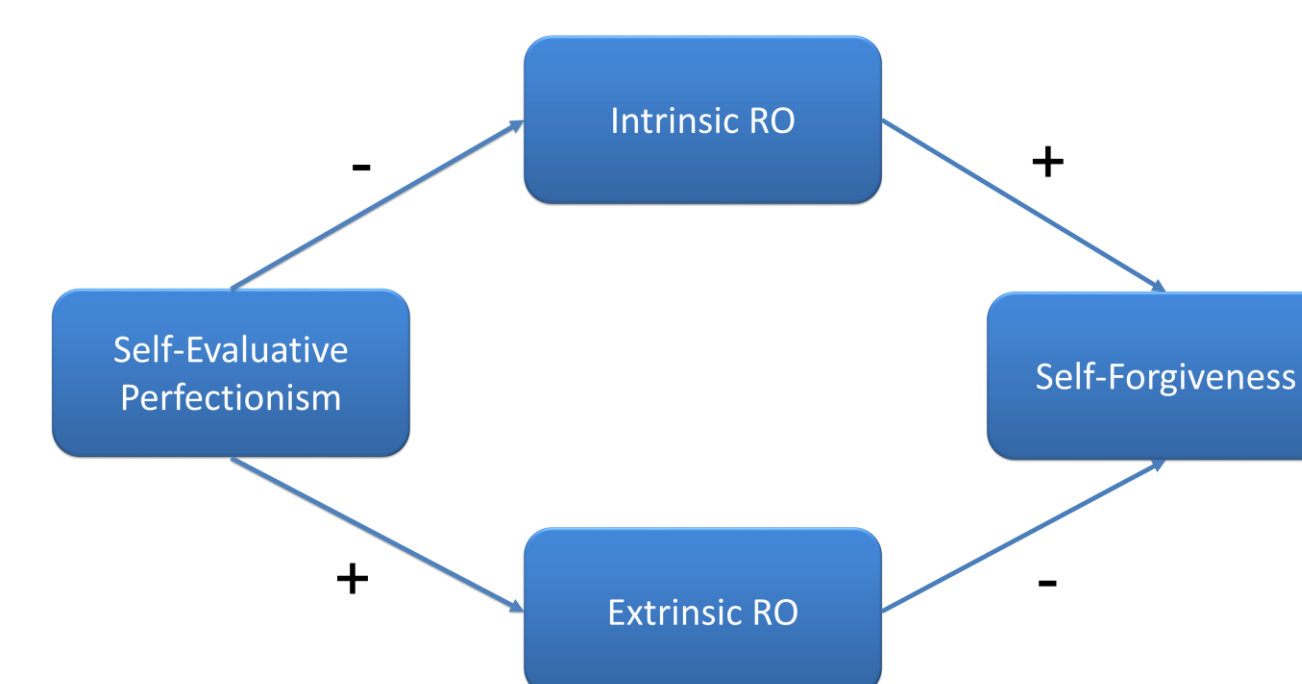 Intrinsic RO
-
+
Self-Evaluative
Perfectionism
Self-Forgiveness
+
-
Extrinsic RO